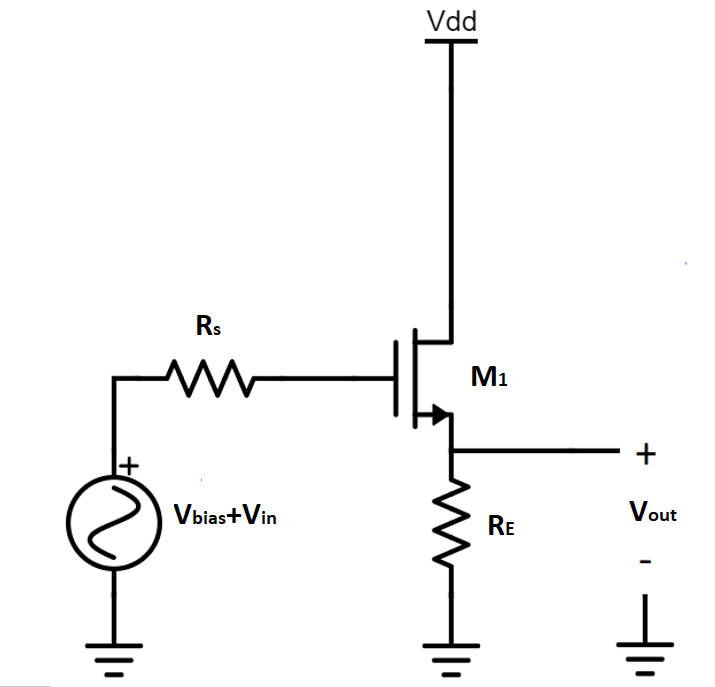 Vdd
Rs
M1
+
+
Vbias+Vin
RE
Vout
-